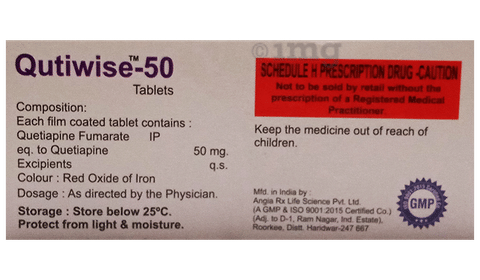 Qutiwise™-50
Tablets
Composition:
Each film coated tablet contains :
Quetiapine Fumarate IP
eq. to Quetiapine 50 mg.
Excipients q.s.
Colour : Red Oxide of Iron
Dosage : As directed by the Physician.
Storage : Store below 25ºC.
Protect from light & moisture.
© 1mg
SCHEDULE H PRESCRIPTION DRUG -CAUTION
Not to be sold by retail without the
prescription of a Registered Medical
Practitioner.
Keep the medicine out of reach of
children.
Mfd. in India by :
Angia Rx Life Science Pvt. Ltd.
(A GMP & ISO 9001:2015 Certified Co.)
(Adj. to D-1, Ram Nagar, Ind. Estate),
Roorkee, Distt. Haridwar-247 667
GMP